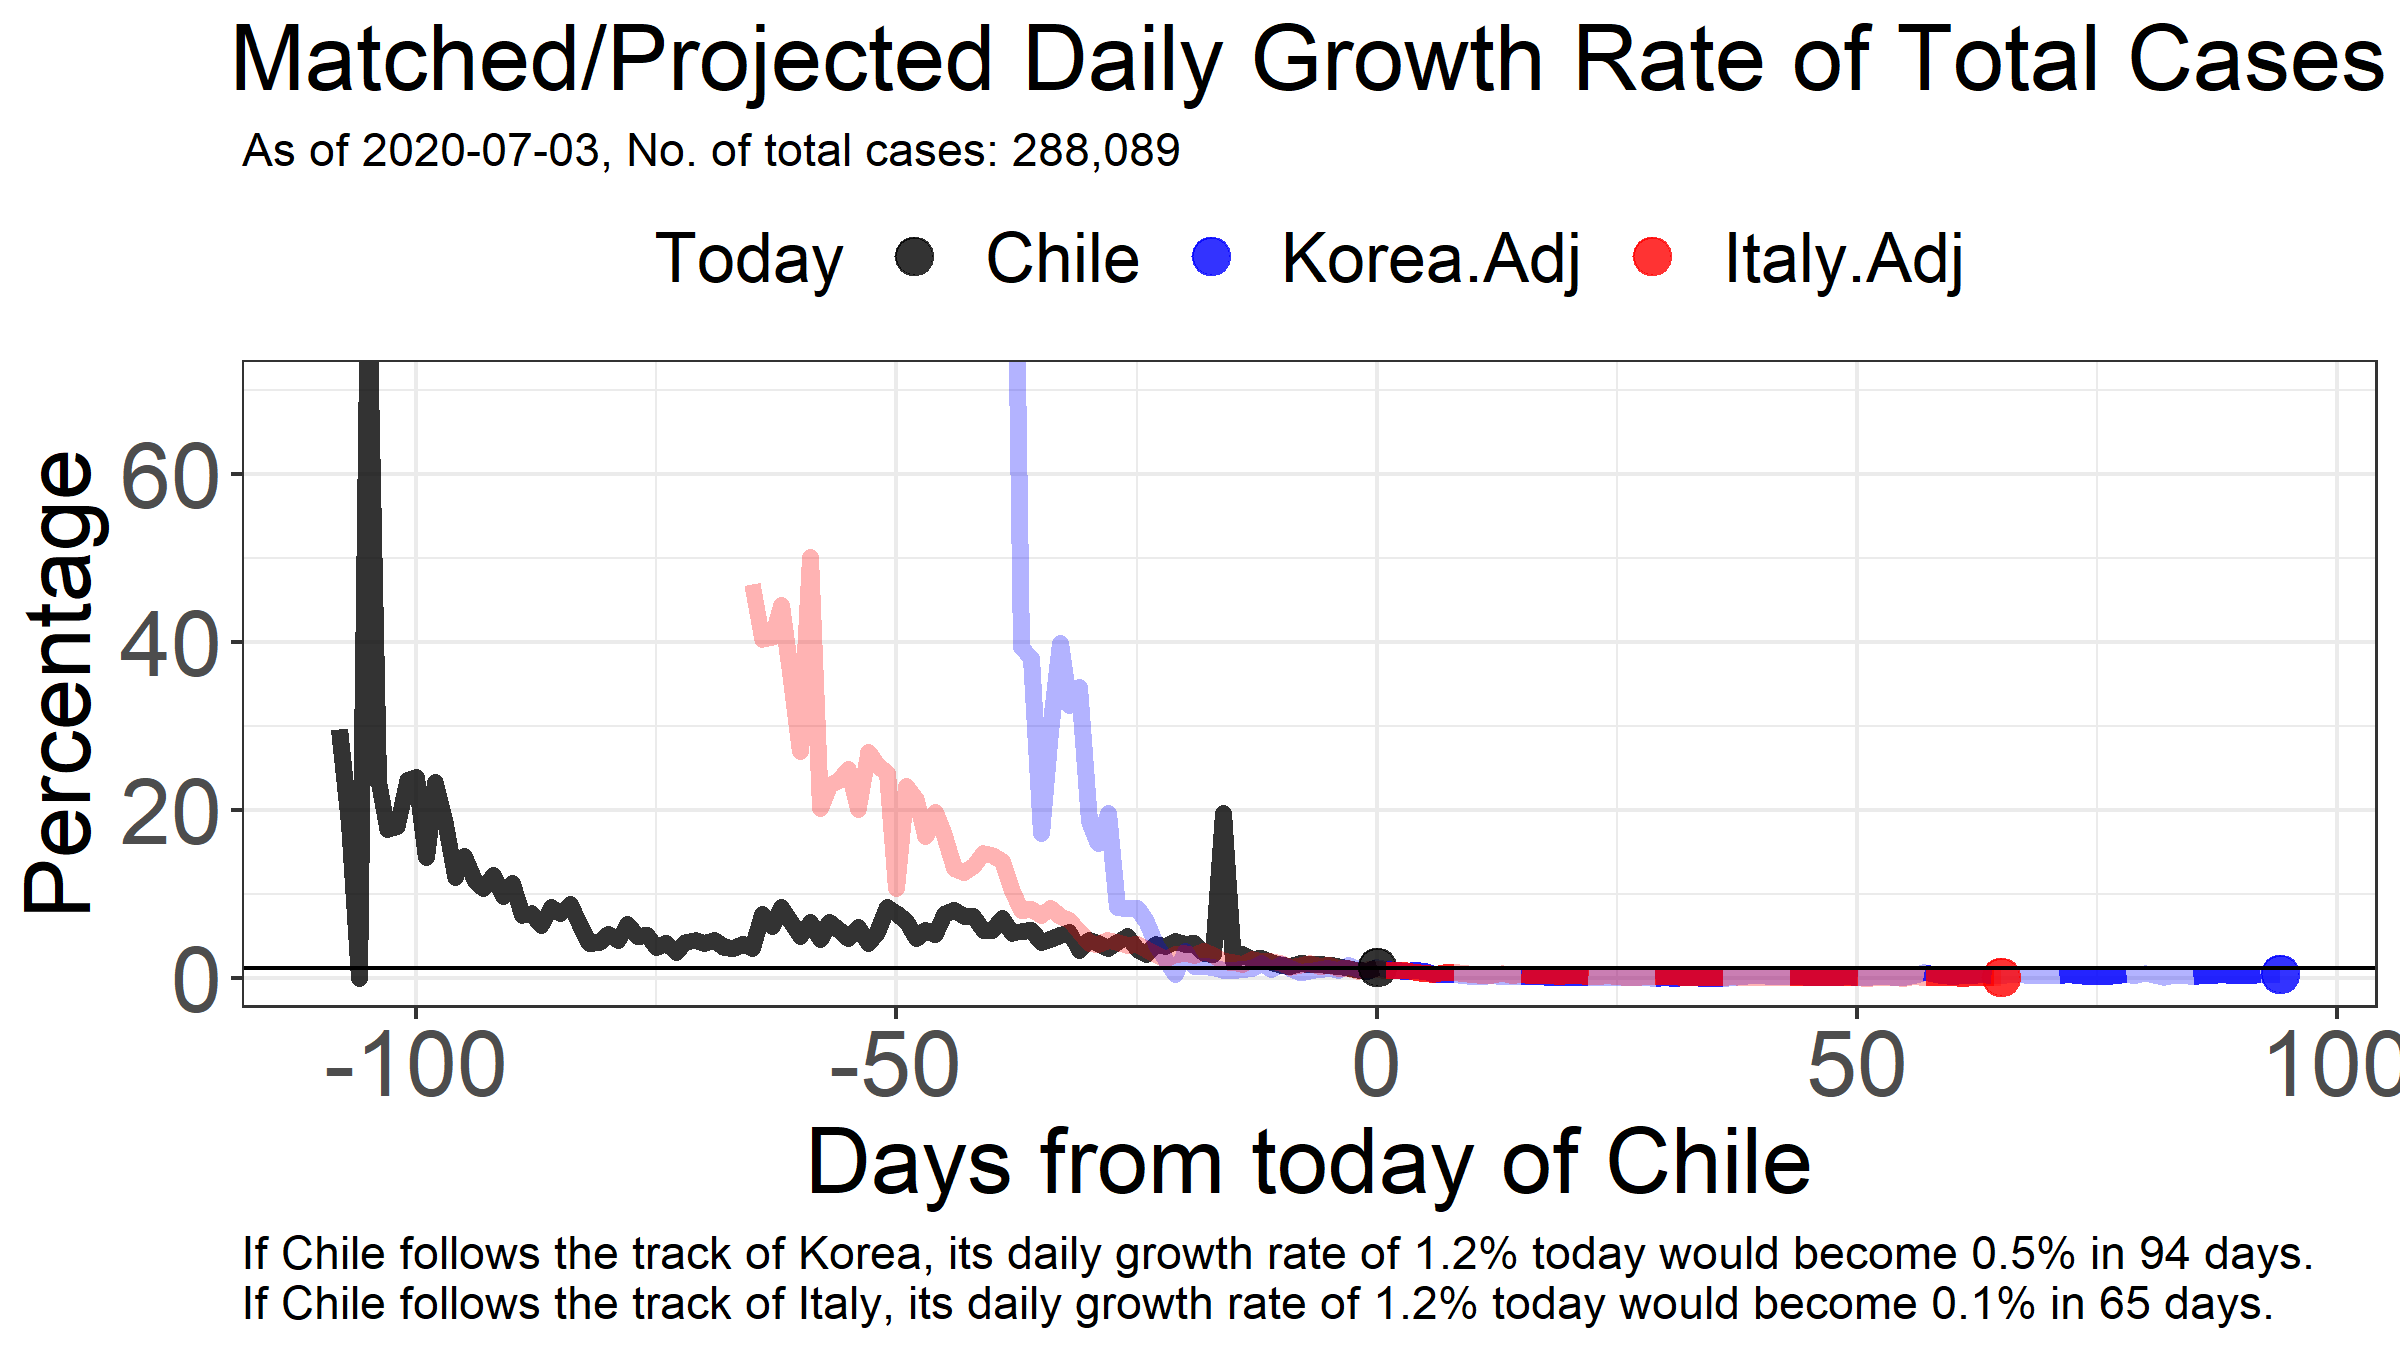 Matched/Projected Daily Growth Rate of Total Cases
As of 2020-07-03, No. of total cases: 288,089
Today Chile Korea.Adj Italy.Adj
Percentage
60
40
20
0
-100 -50 0 50 100
Days from today of Chile
If Chile follows the track of Korea, its daily growth rate of 1.2% today would become 0.5% in 94 days.
If Chile follows the track of Italy, its daily growth rate of 1.2% today would become 0.1% in 65 days.